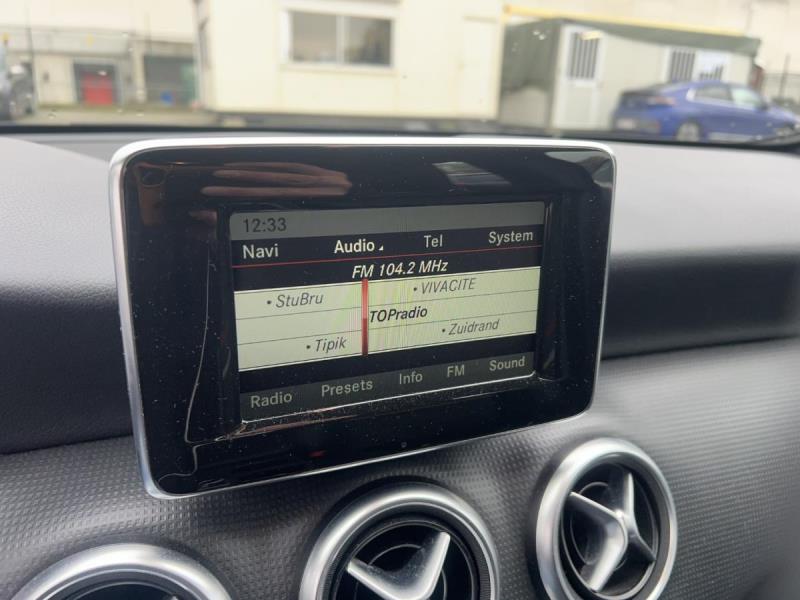 12:33
Navi Audio Tel System
FM 104.2 MHz
• StuBru • VIVACITE
TOPradio
• Tipik • Zuidrand
Radio Presets Info FM Sound